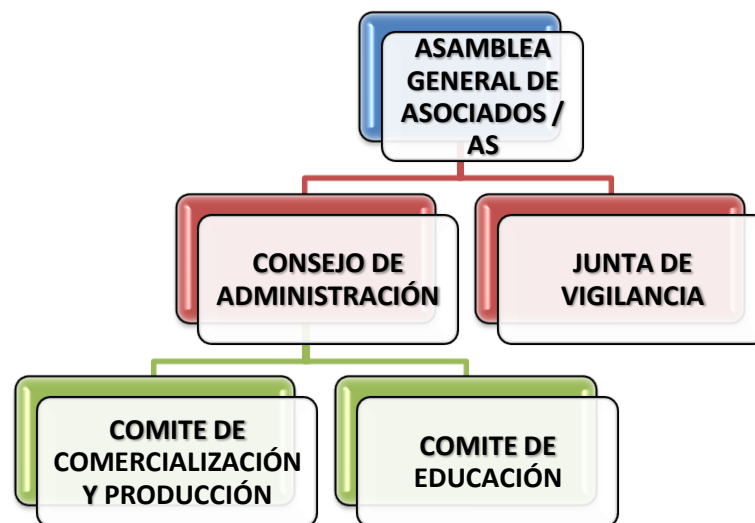 ASAMBLEA
GENERAL DE
ASOCIADOS /
AS
CONSEJO DE
ADMINISTRACIÓN
JUNTA DE
VIGILANCIA
COMITE DE
COMERCIALIZACIÓN
Y PRODUCCIÓN
COMITE DE
EDUCACIÓN